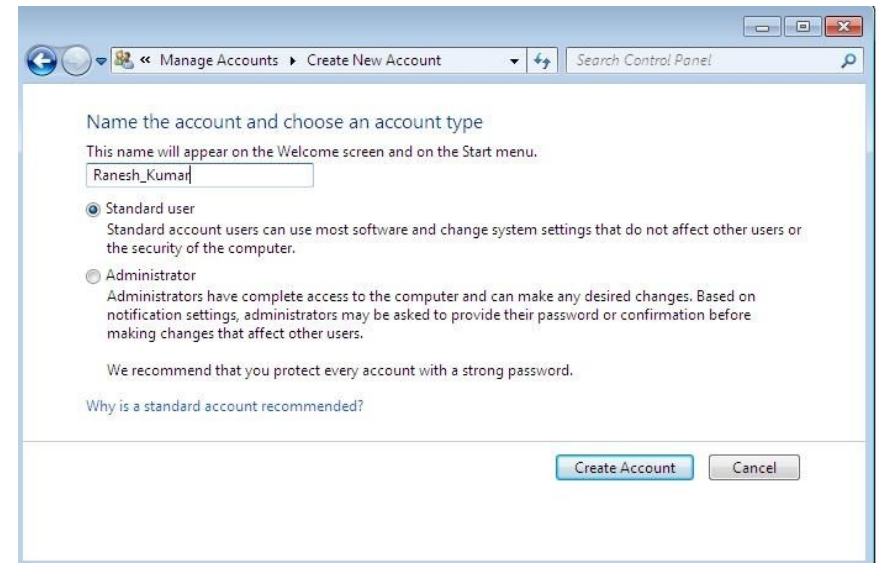 « Manage Accounts ▸ Create New Account
Search Control Panel
Name the account and choose an account type
This name will appear on the Welcome screen and on the Start menu.
Ranesh_Kumar
Standard user
Standard account users can use most software and change system settings that do not affect other users or
the security of the computer.
Administrator
Administrators have complete access to the computer and can make any desired changes. Based on
notification settings, administrators may be asked to provide their password or confirmation before
making changes that affect other users.
We recommend that you protect every account with a strong password.
Why is a standard account recommended?
Create Account
Cancel